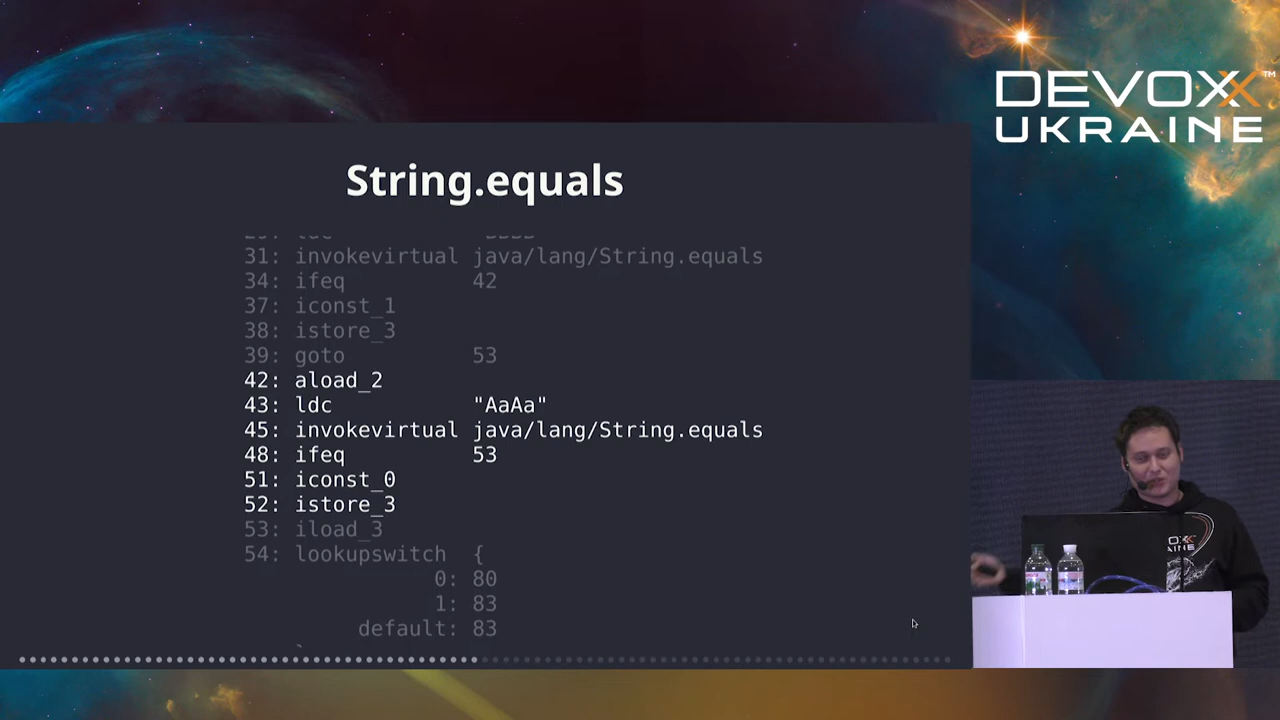 DEVOXX™
UKRAINE
String.equals
31: invokevirtual java/lang/String.equals
34: ifeq 42
37: iconst_1
38: istore_3
39: goto 53
42: aload_2
43: ldc "AaAa"
45: invokevirtual java/lang/String.equals
48: ifeq 53
51: iconst_0
52: istore_3
53: iload_3
54: lookupswitch {
0: 80
1: 83
default: 83